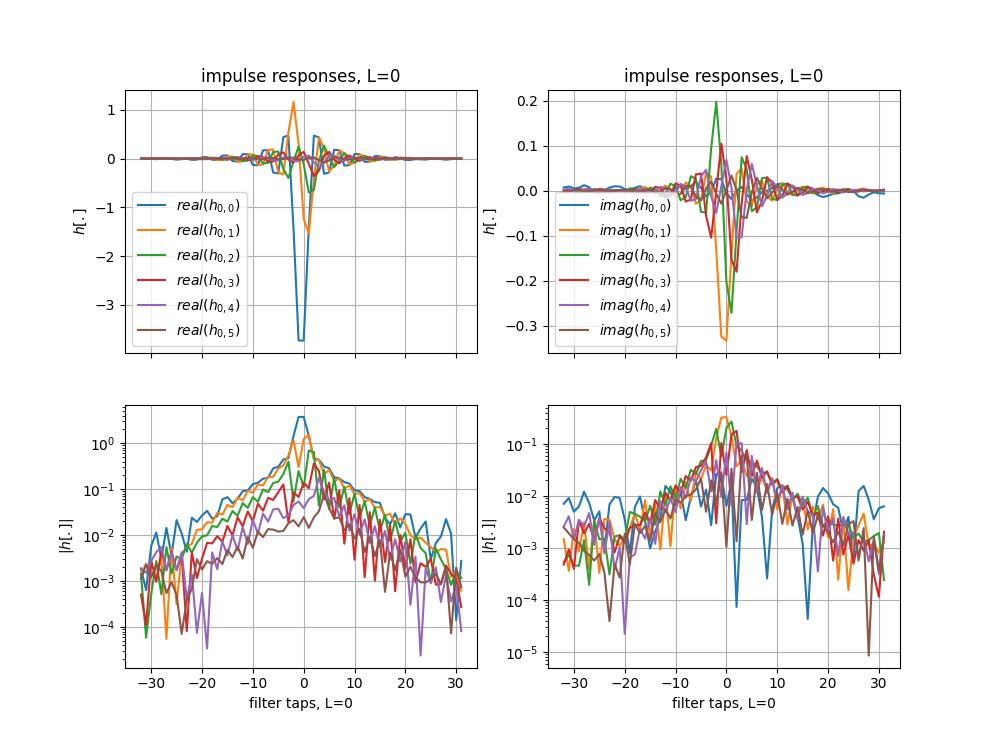 impulse responses, L=0
1
0
−1
−2
−3
h[.]
real(h0,0)
real(h0,1)
real(h0,2)
real(h0,3)
real(h0,4)
real(h0,5)
impulse responses, L=0
0.2
0.1
0.0
−0.1
−0.2
−0.3
h[.]
imag(h0,0)
imag(h0,1)
imag(h0,2)
imag(h0,3)
imag(h0,4)
imag(h0,5)
10^0
10^−1
10^−2
10^−3
10^−4
|h[.]|
−30 −20 −10 0 10 20 30
filter taps, L=0
10^−1
10^−2
10^−3
10^−4
10^−5
|h[.]|
−30 −20 −10 0 10 20 30
filter taps, L=0